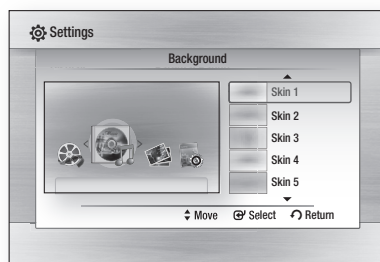 Settings
Background
Skin 1
Skin 2
Skin 3
Skin 4
Skin 5
Move Select Return